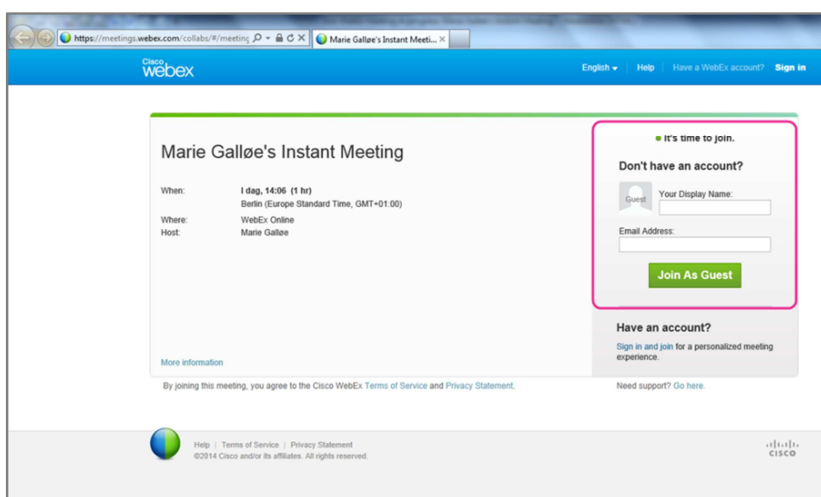 https://meetings.webex.com/collabs/#/meeting
Marie Galløe's Instant Meeti...
Cisco
webex
English
Help
Have a WebEx account?
Sign in
Marie Galløe's Instant Meeting
When:
I dag, 14:06 (1 hr)
Berlin (Europe Standard Time, GMT+01:00)
Where:
WebEx Online
Host:
Marie Galløe
More information
It's time to join.
Don't have an account?
Guest
Your Display Name:
Email Address:
Join As Guest
Have an account?
Sign in and join for a personalized meeting
experience.
By joining this meeting, you agree to the Cisco WebEx Terms of Service and Privacy Statement.
Need support? Go here.
Help | Terms of Service | Privacy Statement
©2014 Cisco and/or its affiliates. All rights reserved.
CISCO